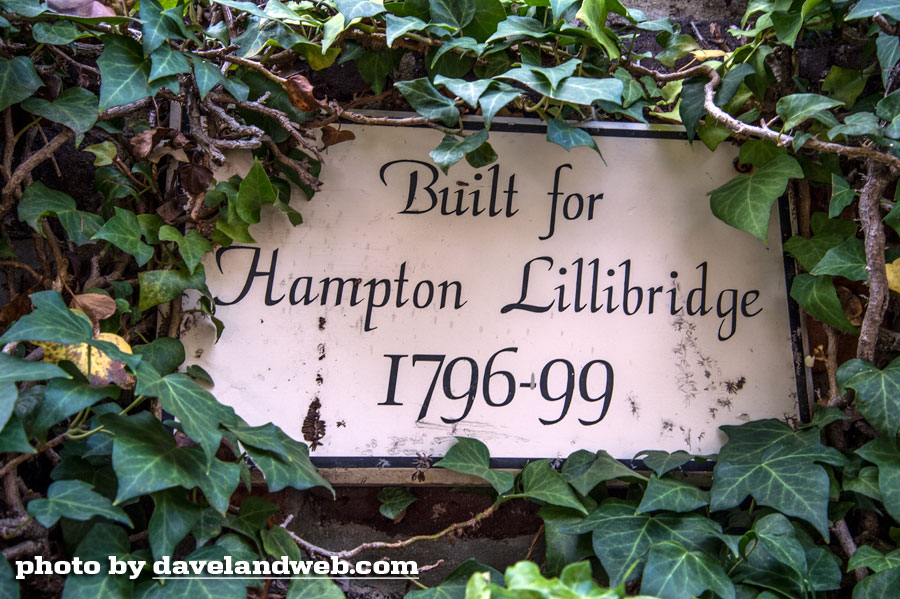 Built for
Hampton Lillibridge
1796-99
photo by davelandweb.com